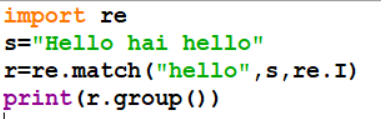 import re
s="Hello hai hello"
r=re.match("hello",s,re.I)
print(r.group())